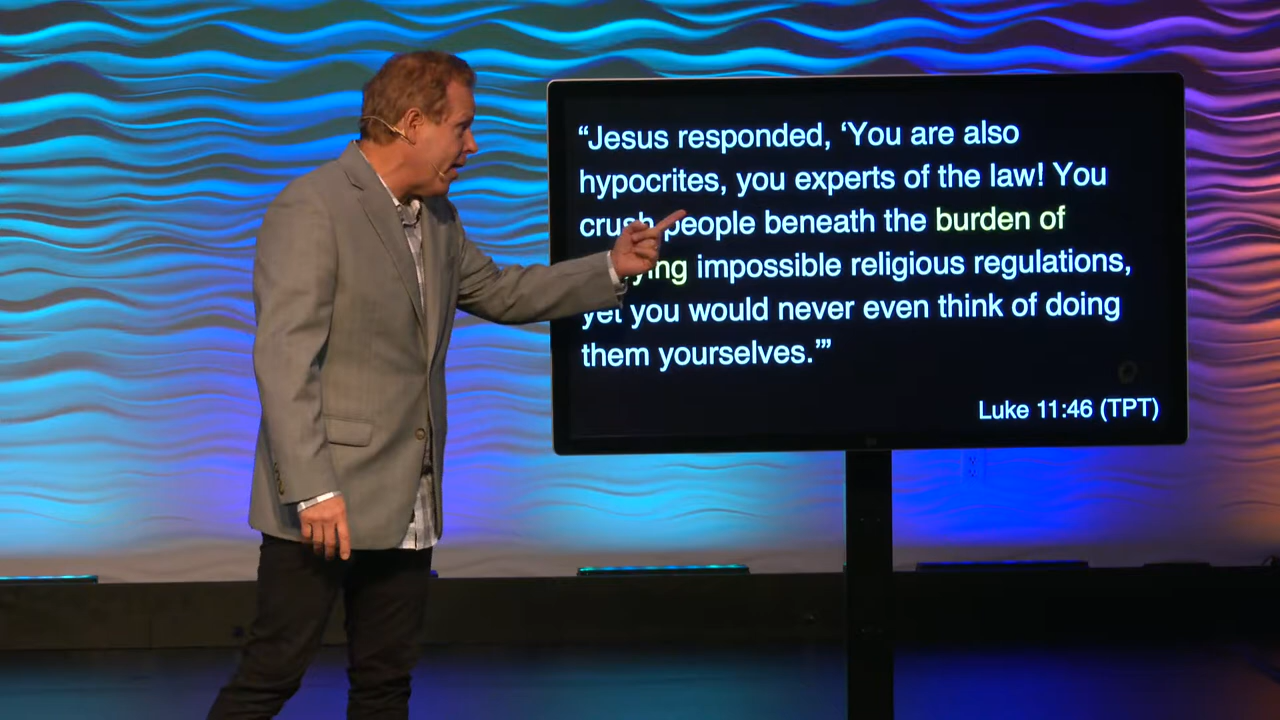 “Jesus responded, ‘You are also
hypocrites, you experts of the law! You
crush people beneath the burden of
impossible religious regulations,
yet you would never even think of doing
them yourselves.’”
Luke 11:46 (TPT)